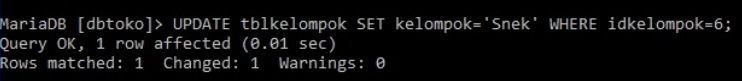 MariaDB [dbtoko]> UPDATE tblkelompok SET kelompok='Snek' WHERE idkelompok=6;
Query OK, 1 row affected (0.01 sec)
Rows matched: 1  Changed: 1  Warnings: 0